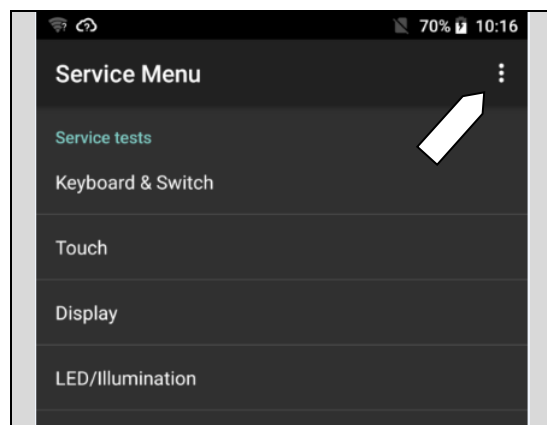 70% 10:16
Service Menu
Service tests
Keyboard & Switch
Touch
Display
LED/Illumination